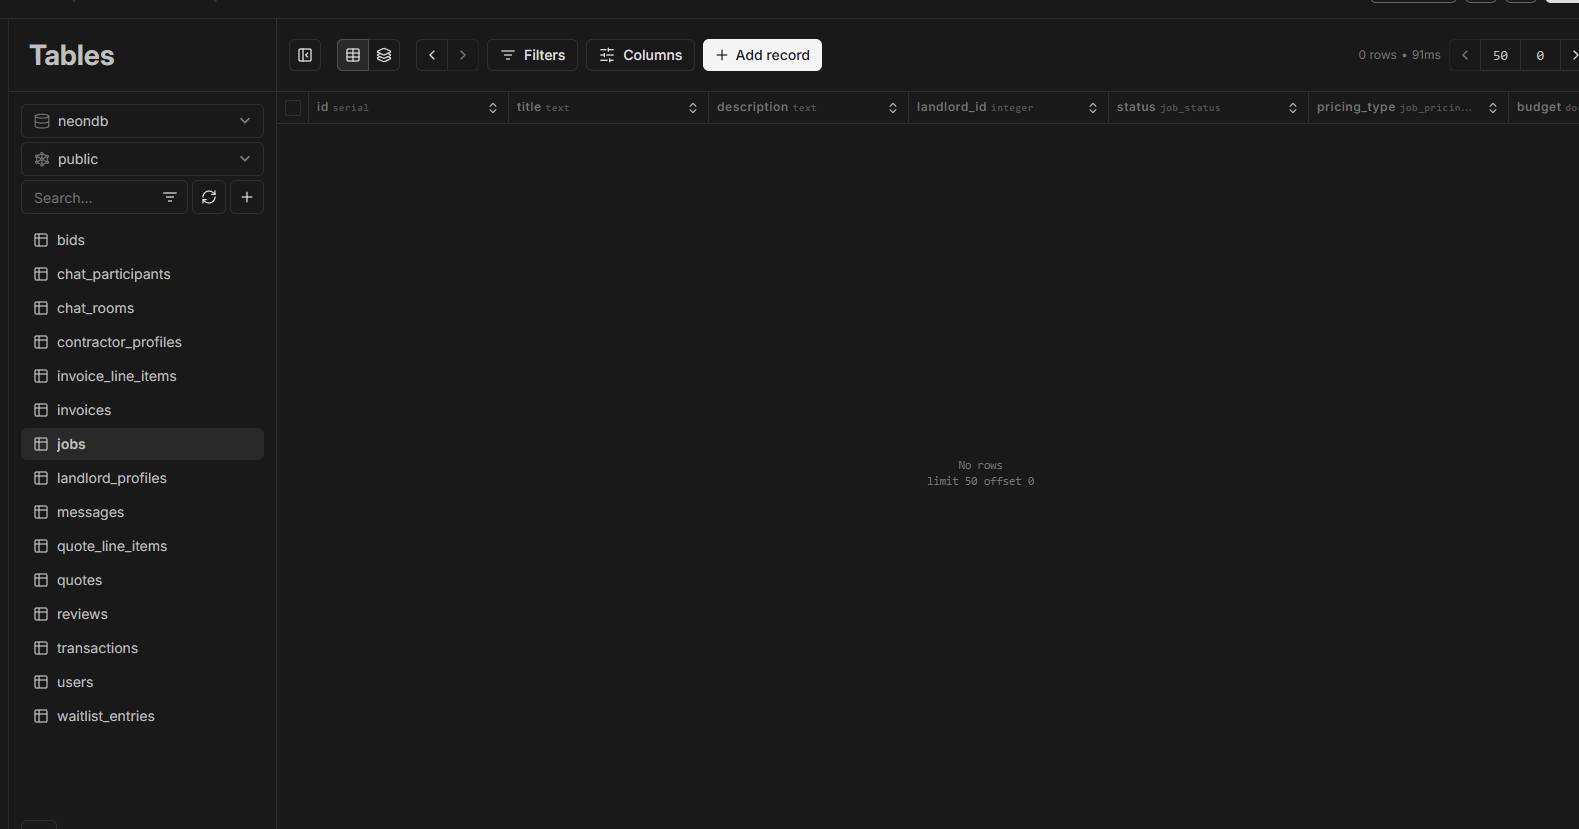 Tables
neondb
public
Search...
bids
chat_participants
chat_rooms
contractor_profiles
invoice_line_items
invoices
jobs
landlord_profiles
messages
quote_line_items
quotes
reviews
transactions
users
waitlist_entries
Filters
Columns
Add record
0 rows • 91ms
50
0
id serial
title text
description text
landlord_id integer
status job_status
pricing_type job_pricin...
budget
No rows
limit 50 offset 0